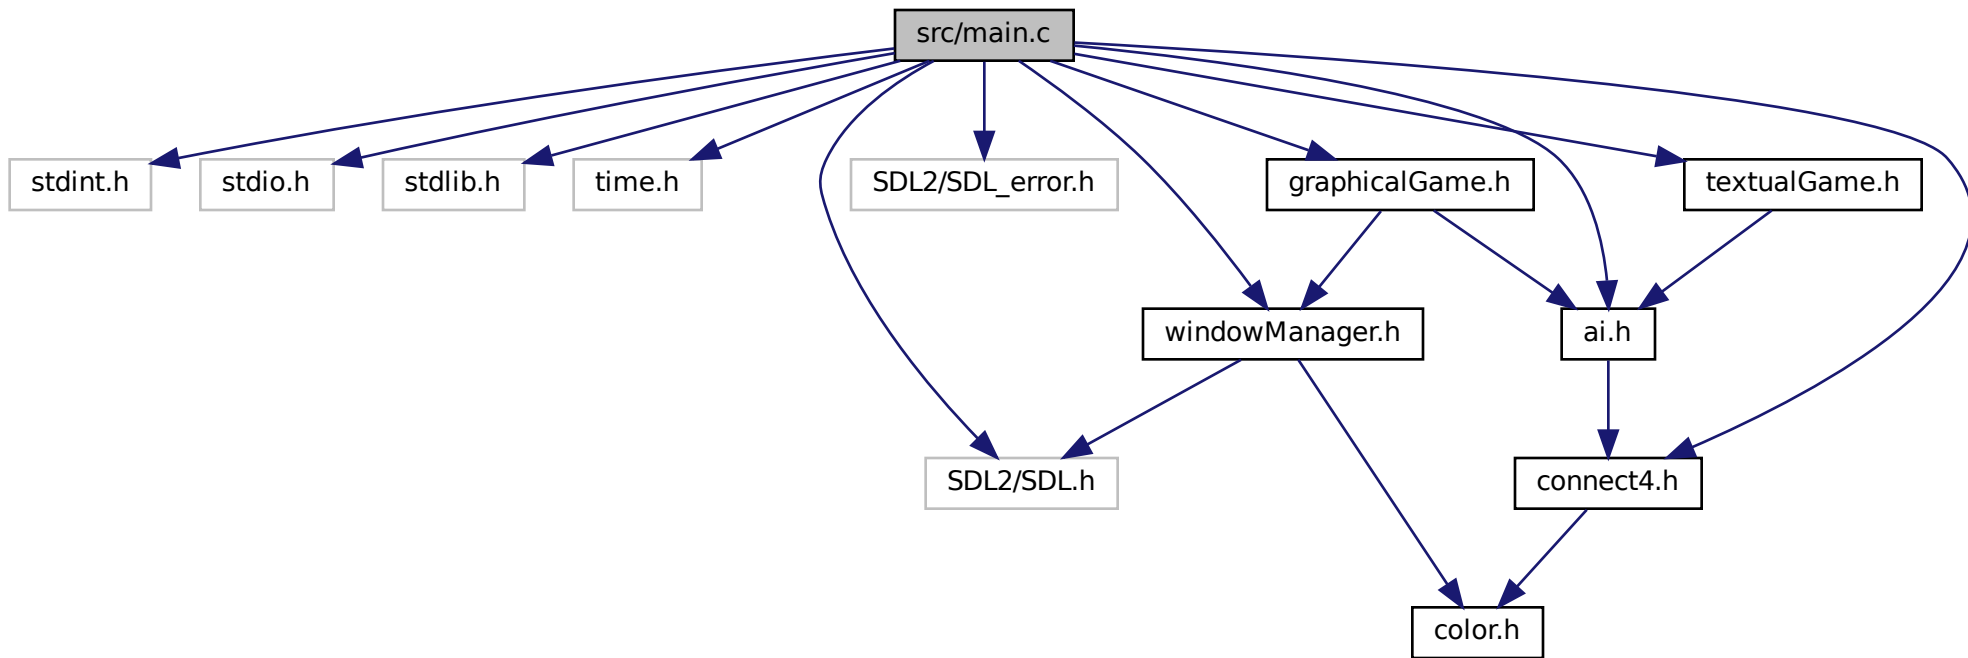 src/main.c
stdint.h
stdio.h
stdlib.h
time.h
SDL2/SDL_error.h
graphicalGame.h
textualGame.h
windowManager.h
ai.h
SDL2/SDL.h
connect4.h
color.h